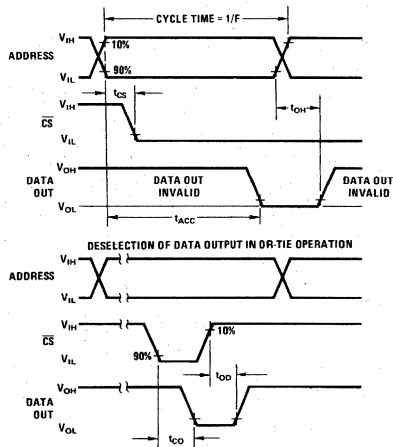 CYCLE TIME = 1/F
VIH
10%
ADDRESS
90%
VIL
tCS
VIH
tOH
CS
VIL
VOH
DATA OUT
DATA OUT INVALID
DATA OUT INVALID
VOL
tACC
DESELECTION OF DATA OUTPUT IN OR-TIE OPERATION
VIH
ADDRESS
VIL
VIH
10%
CS
90%
VIL
tOD
VOH
DATA OUT
VOL
tCO